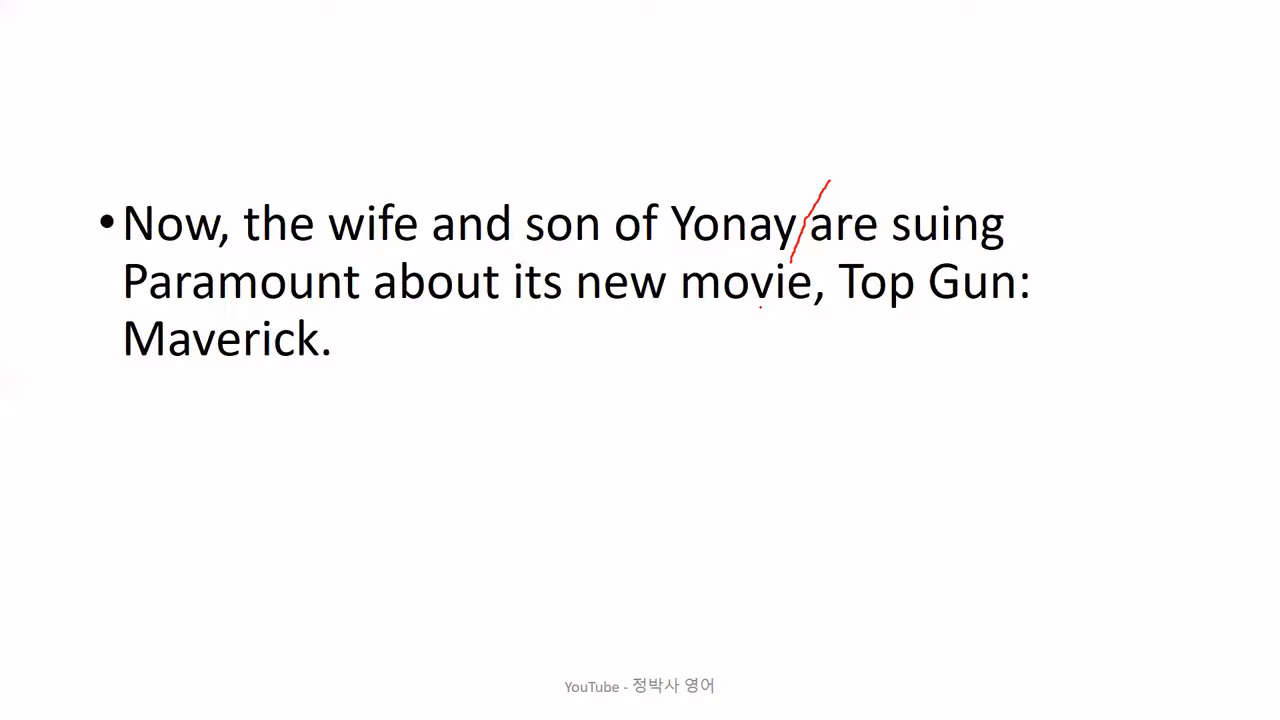 •Now, the wife and son of Yonay are suing
Paramount about its new movie, Top Gun:
Maverick.
YouTube - 정박사 영어